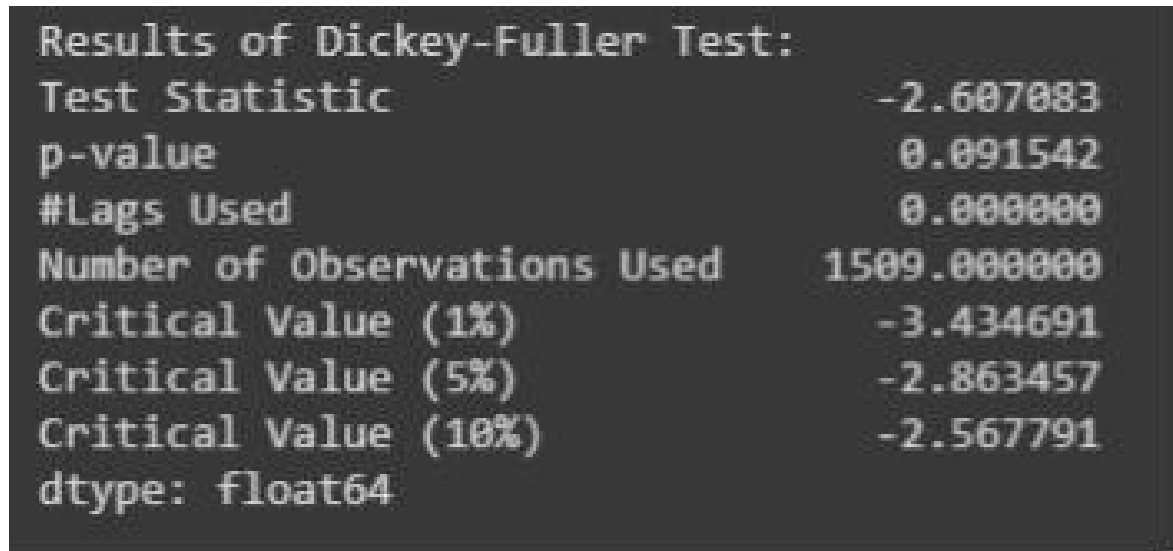 Results of Dickey-Fuller Test:
Test Statistic -2.607083
p-value 0.091542
#Lags Used 0.000000
Number of Observations Used 1509.000000
Critical Value (1%) -3.434691
Critical Value (5%) -2.863457
Critical Value (10%) -2.567791
dtype: float64